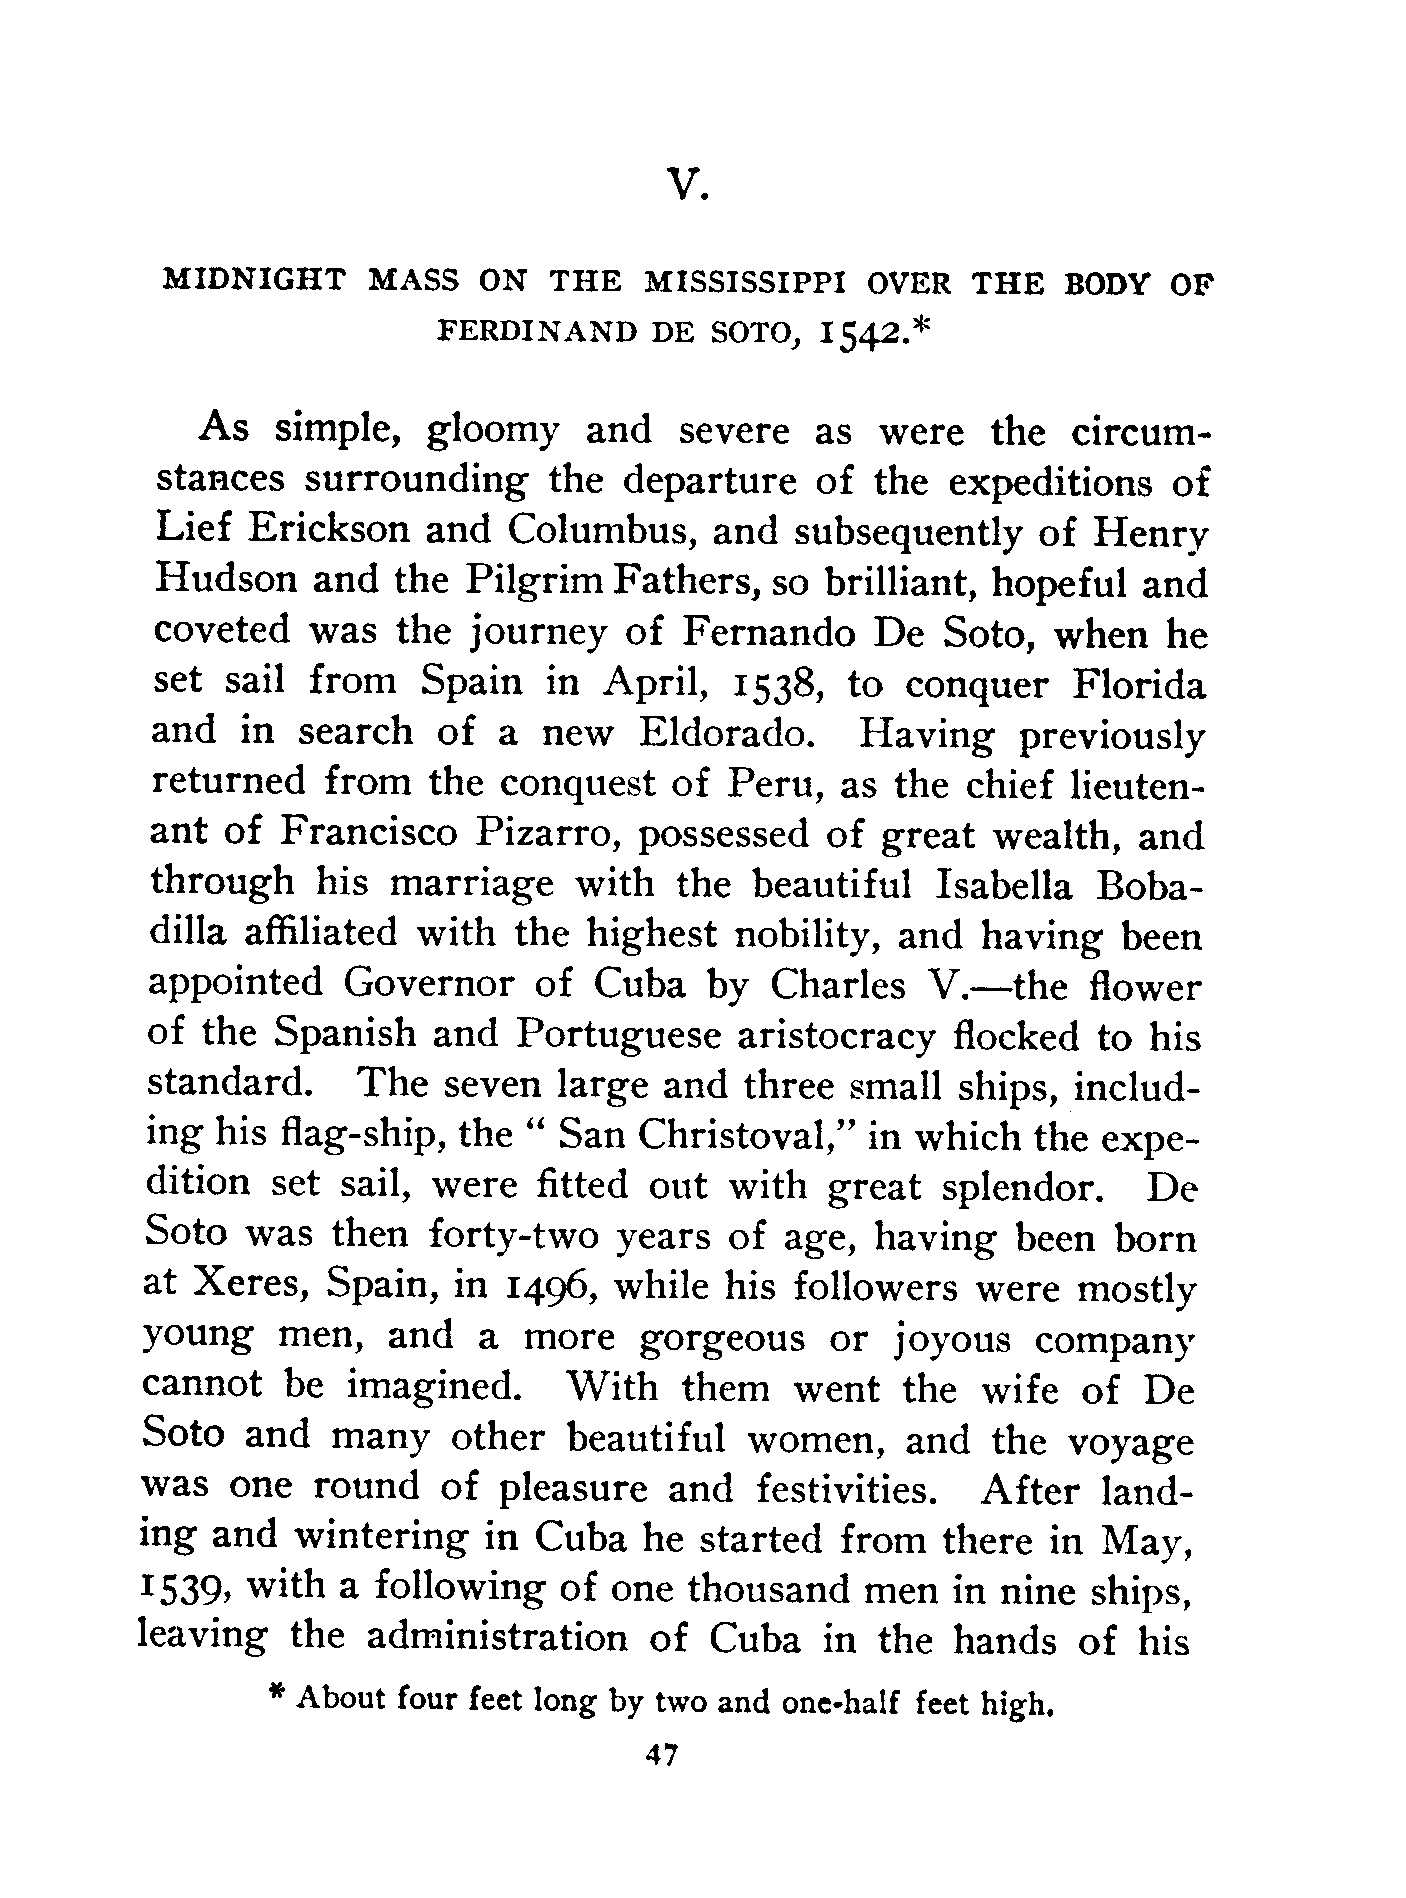 V.
MIDNIGHT MASS ON THE MISSISSIPPI OVER THE BODY OF
FERDINAND DE SOTO, 1542.*
As simple, gloomy and severe as were the circum-
stances surrounding the departure of the expeditions of
Lief Erickson and Columbus, and subsequently of Henry
Hudson and the Pilgrim Fathers, so brilliant, hopeful and
coveted was the journey of Fernando De Soto, when he
set sail from Spain in April, 1538, to conquer Florida
and in search of a new Eldorado. Having previously
returned from the conquest of Peru, as the chief lieuten-
ant of Francisco Pizarro, possessed of great wealth, and
through his marriage with the beautiful Isabella Boba-
dilla affiliated with the highest nobility, and having been
appointed Governor of Cuba by Charles V.—the flower
of the Spanish and Portuguese aristocracy flocked to his
standard. The seven large and three small ships, includ-
ing his flag-ship, the “ San Christoval,” in which the expe-
dition set sail, were fitted out with great splendor. De
Soto was then forty-two years of age, having been born
at Xeres, Spain, in 1496, while his followers were mostly
young men, and a more gorgeous or joyous company
cannot be imagined. With them went the wife of De
Soto and many other beautiful women, and the voyage
was one round of pleasure and festivities. After land-
ing and wintering in Cuba he started from there in May,
1539, with a following of one thousand men in nine ships,
leaving the administration of Cuba in the hands of his
* About four feet long by two and one-half feet high.
47